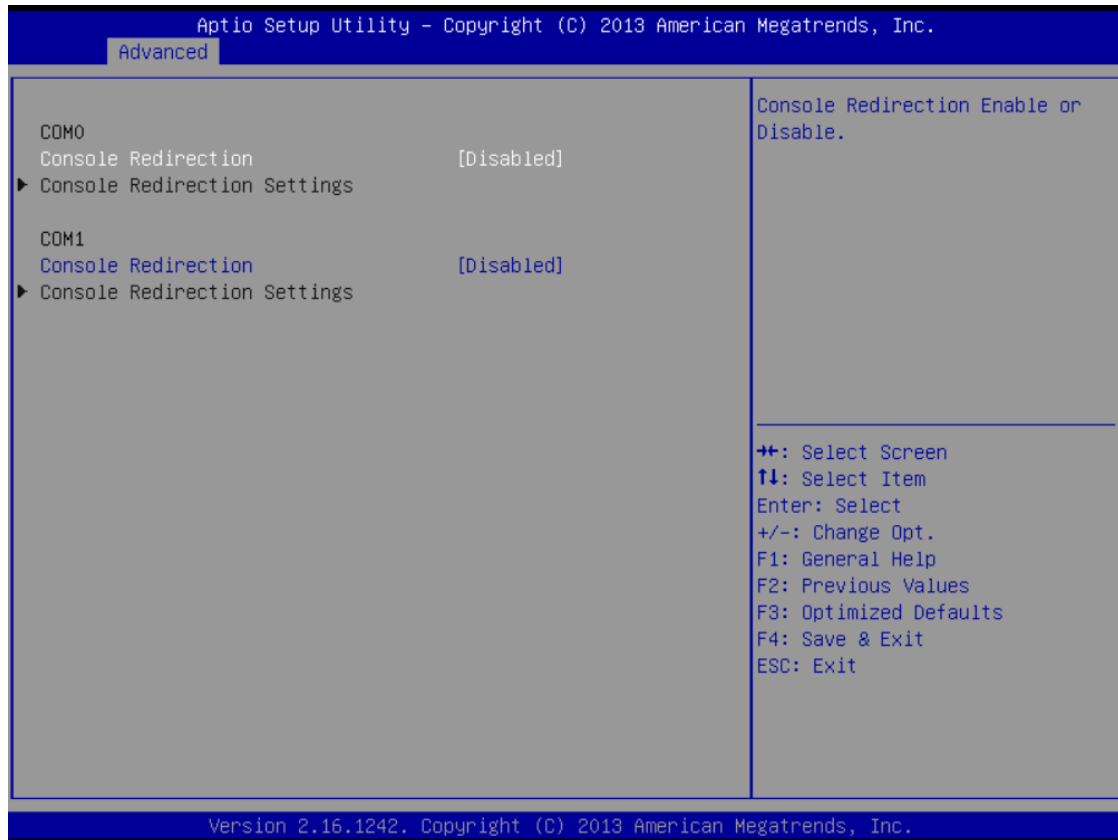 Aptio Setup Utility – Copyright (C) 2013 American Megatrends, Inc.
Advanced
COM0
Console Redirection [Disabled]
▶ Console Redirection Settings
COM1
Console Redirection [Disabled]
▶ Console Redirection Settings
Console Redirection Enable or
Disable.
→←: Select Screen
↑↓: Select Item
Enter: Select
+/-: Change Opt.
F1: General Help
F2: Previous Values
F3: Optimized Defaults
F4: Save & Exit
ESC: Exit
Version 2.16.1242. Copyright (C) 2013 American Megatrends, Inc.